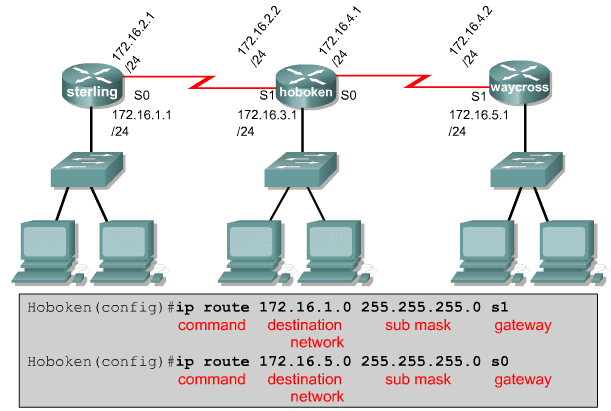 172.16.2.1
/24
172.16.2.2
/24
172.16.4.1
/24
172.16.4.2
/24
sterling
hoboken
waycross
S0
S1
S0
S1
172.16.1.1
/24
172.16.3.1
/24
172.16.5.1
/24
Hoboken(config)#ip route 172.16.1.0 255.255.255.0 s1
command destination sub mask gateway
network
Hoboken(config)#ip route 172.16.5.0 255.255.255.0 s0
command destination sub mask gateway
network